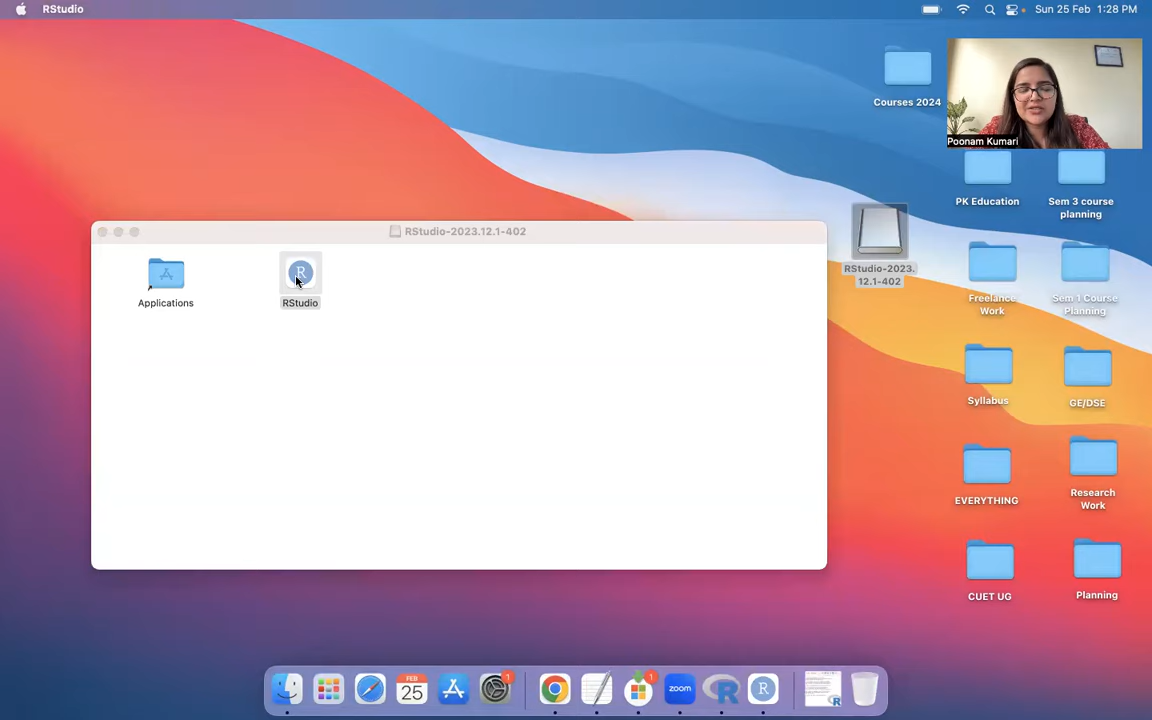 RStudio
Sun 25 Feb 1:28 PM
Courses 2024
Poonam Kumari
PK Education
Sem 3 course
planning
RStudio-2023.12.1-402
Applications
R
RStudio
RStudio-2023.
12.1-402
Freelance
Work
Sem 1 Course
Planning
Syllabus
GE/DSE
EVERYTHING
Research
Work
CUET UG
Planning
FEB
25
1
1
zoom
R
R